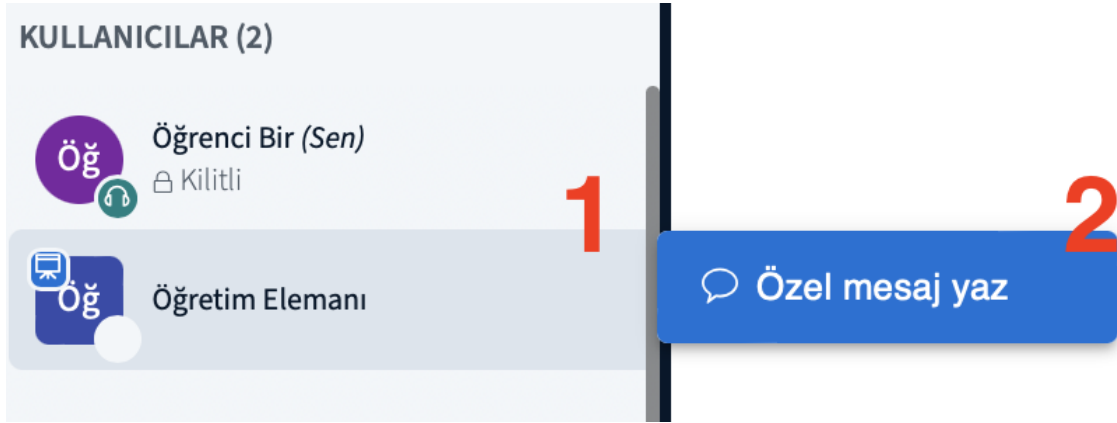 KULLANICILAR (2)
Öğ
Öğrenci Bir (Sen)
Kilitli
1
2
Öğ
Öğretim Elemanı
Özel mesaj yaz